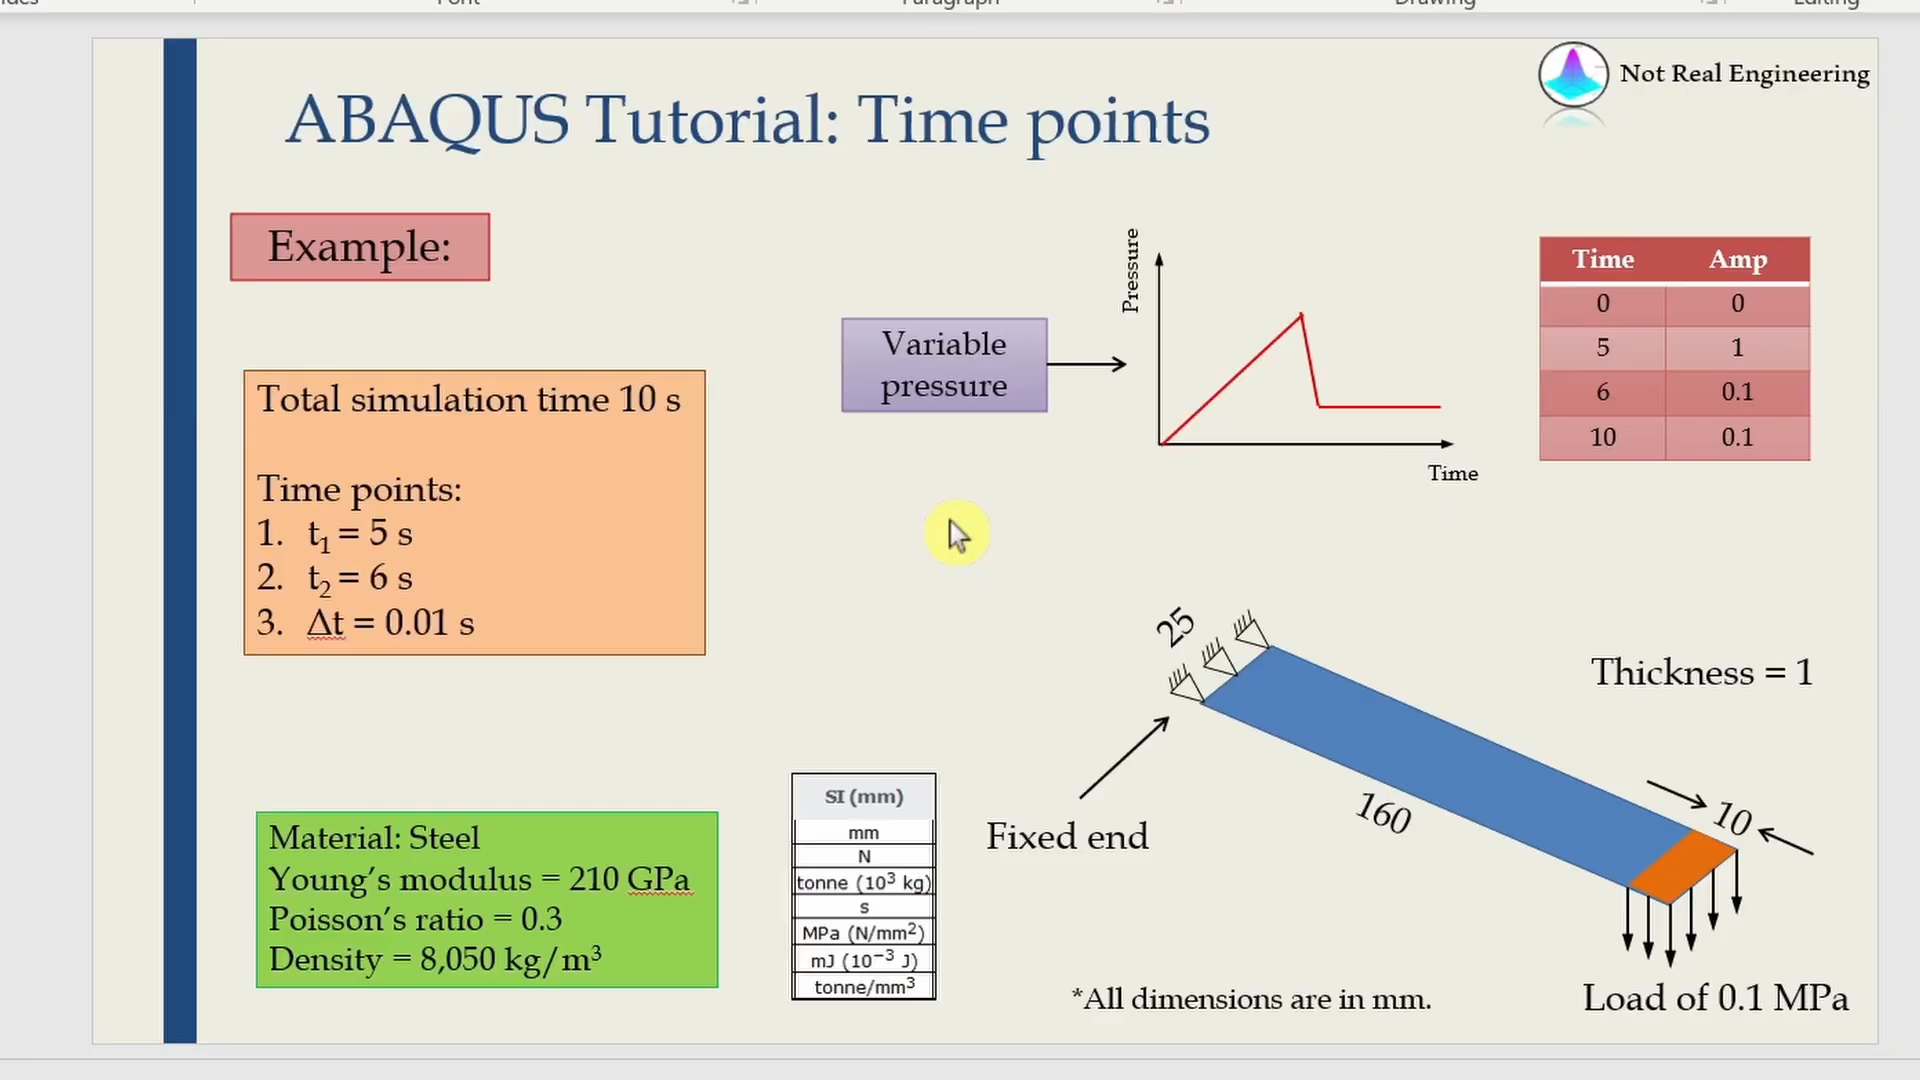 Font
Paragraph
Drawing
Editing
Not Real Engineering
ABAQUS Tutorial: Time points
Example:
Total simulation time 10 s
Time points:
1. t₁ = 5 s
2. t₂ = 6 s
3. Δt = 0.01 s
Variable
pressure
Pressure
Time
Time Amp
0 0
5 1
6 0.1
10 0.1
25
Thickness = 1
Fixed end
160
10
Load of 0.1 MPa
Material: Steel
Young's modulus = 210 GPa
Poisson's ratio = 0.3
Density = 8,050 kg/m³
SI (mm)
mm
N
tonne (10³ kg)
s
MPa (N/mm²)
mJ (10⁻³ J)
tonne/mm³
*All dimensions are in mm.